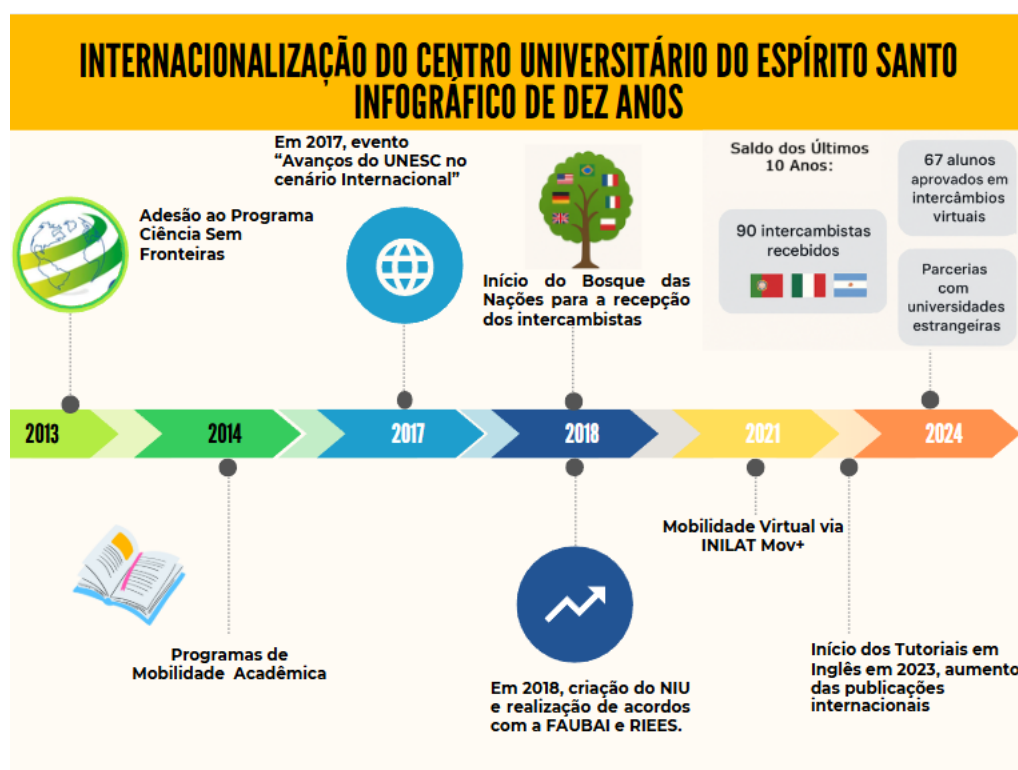 INTERNACIONALIZAÇÃO DO CENTRO UNIVERSITÁRIO DO ESPÍRITO SANTO
INFOGRÁFICO DE DEZ ANOS
Adesão ao Programa
Ciência Sem
Fronteiras
Em 2017, evento
“Avanços do UNESC no
cenário Internacional”
Início do Bosque das
Nações para a recepção
dos intercambistas
Saldo dos Últimos
10 Anos:
90 intercambistas
recebidos
67 alunos
aprovados em
intercâmbios
virtuais
Parcerias
com
universidades
estrangeiras
2013
2014
2017
2018
2021
2024
Programas de
Mobilidade Acadêmica
Em 2018, criação do NIU
e realização de acordos
com a FAUBAI e RIEES.
Mobilidade Virtual via
INILAT Mov+
Início dos Tutoriais em
Inglês em 2023, aumento
das publicações
internacionais